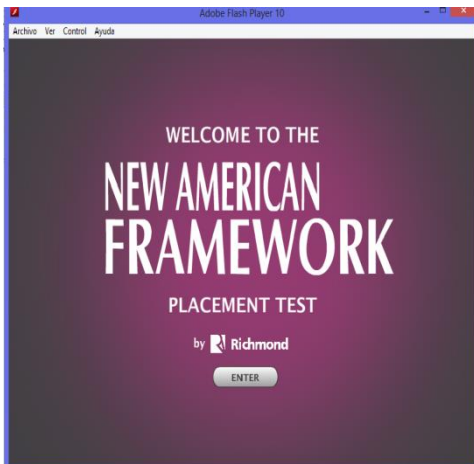 Adobe Flash Player 10
Archivo Ver Control Ayuda
WELCOME TO THE
NEW AMERICAN
FRAMEWORK
PLACEMENT TEST
by Richmond
ENTER